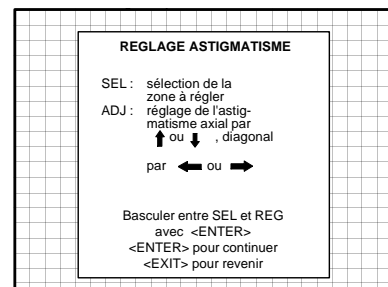 REGLAGE ASTIGMATISME
SEL : sélection de la
zone à régler
ADJ : réglage de l'astig-
matisme axial par
ou , diagonal
par ou
Basculer entre SEL et REG
avec <ENTER>
<ENTER> pour continuer
<EXIT> pour revenir